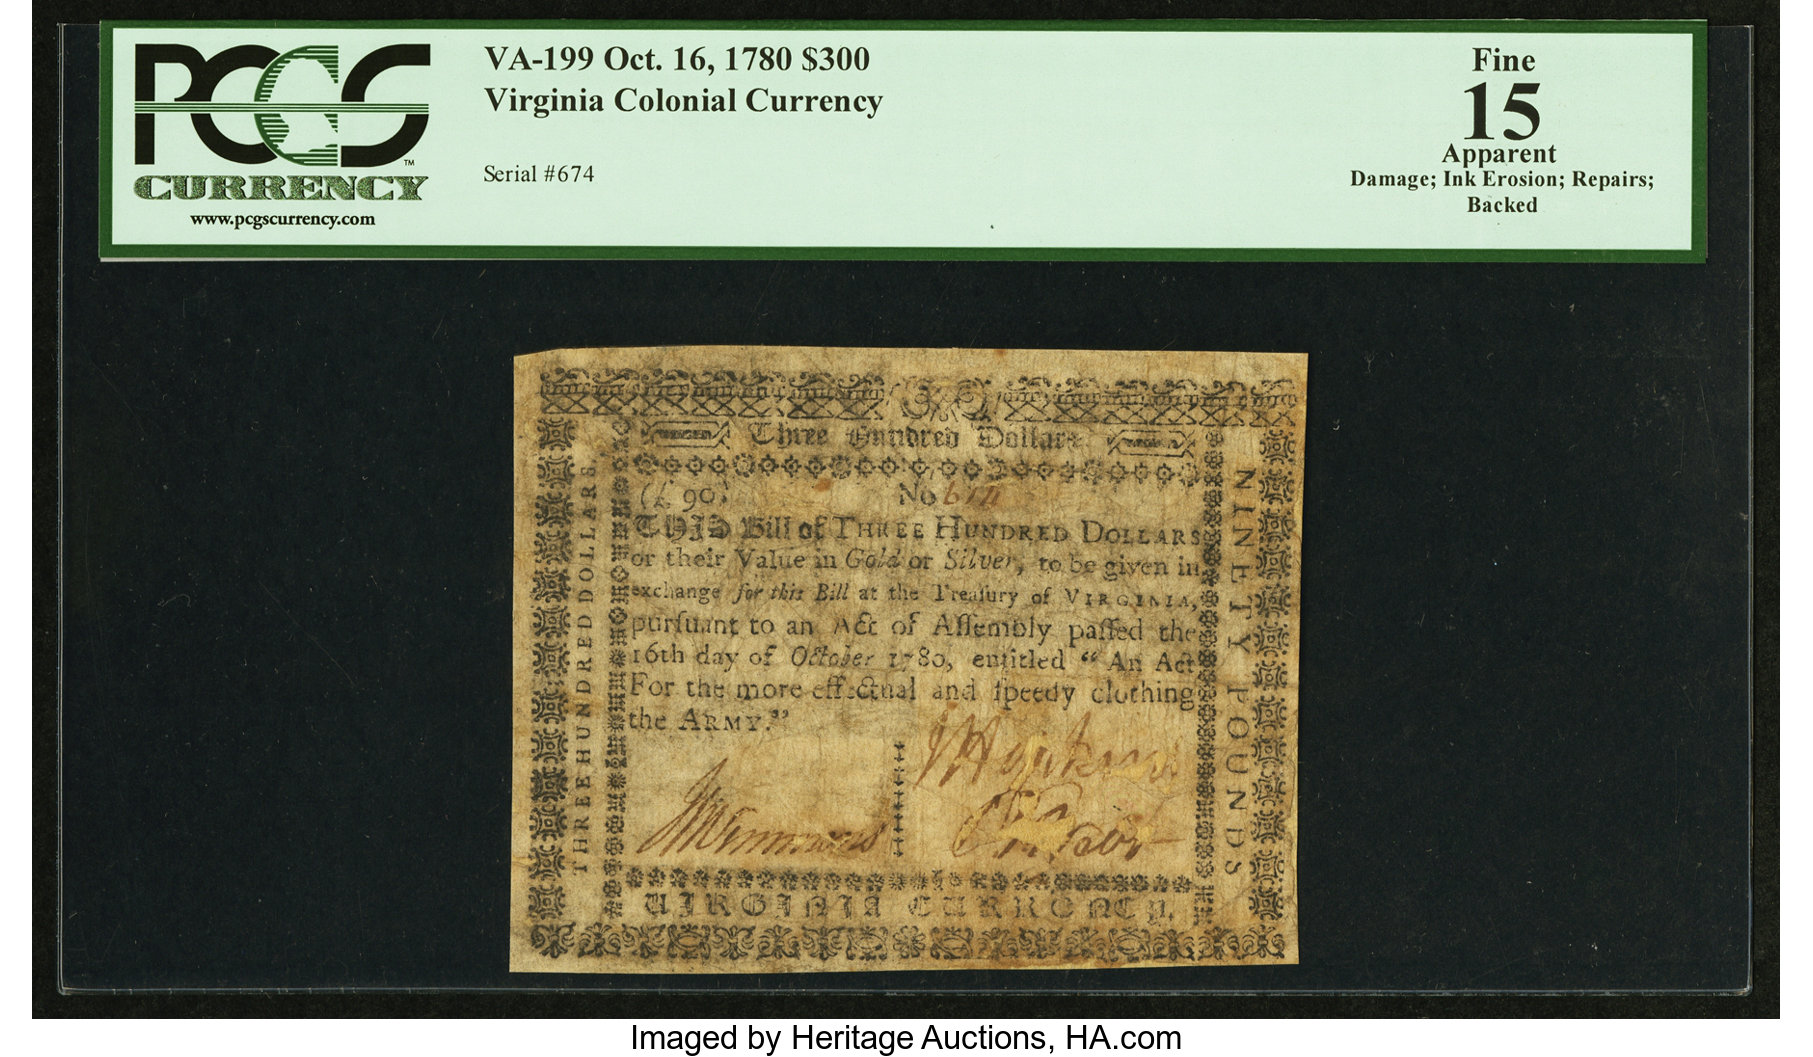 PCGS
CURRENCY
www.pcgscurrency.com
VA-199 Oct. 16, 1780 $300
Virginia Colonial Currency
Serial #674
Fine
15
Apparent
Damage; Ink Erosion; Repairs;
Backed
Three Hundred Dollars
(£ 90)
No 674
THIS Bill of THREE HUNDRED DOLLARS
or their Value in Gold or Silver, to be given in
exchange for this Bill at the Treaſury of VIRGINIA,
purſuant to an Act of Aſſembly paſſed the
16th day of October 1780, entitled “An Act
For the more effectual and ſpeedy clothing
the ARMY.”
VIRGINIA CURRENCY.
THREE HUNDRED DOLLARS.
NINETY POUNDS
Imaged by Heritage Auctions, HA.com